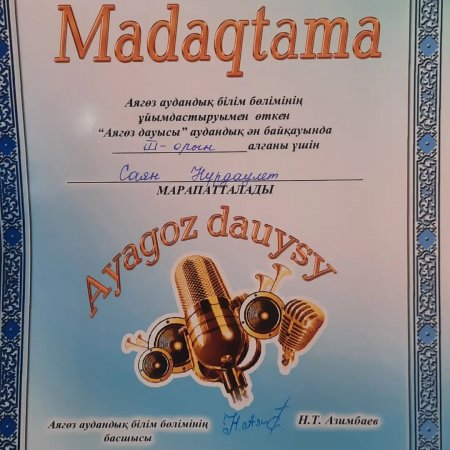 Madaqtama
Аягөз аудандық білім бөлімінің
ұйымдастыруымен өткен
“Аягөз дауысы” аудандық ән байқауында
III- орын алғаны үшін
Саян Нұрдаулет
МАРАПАТТАЛАДЫ
Ayagoz dauysy
Аягөз аудандық білім бөлімінің
басшысы
Н.Т. Азимбаев